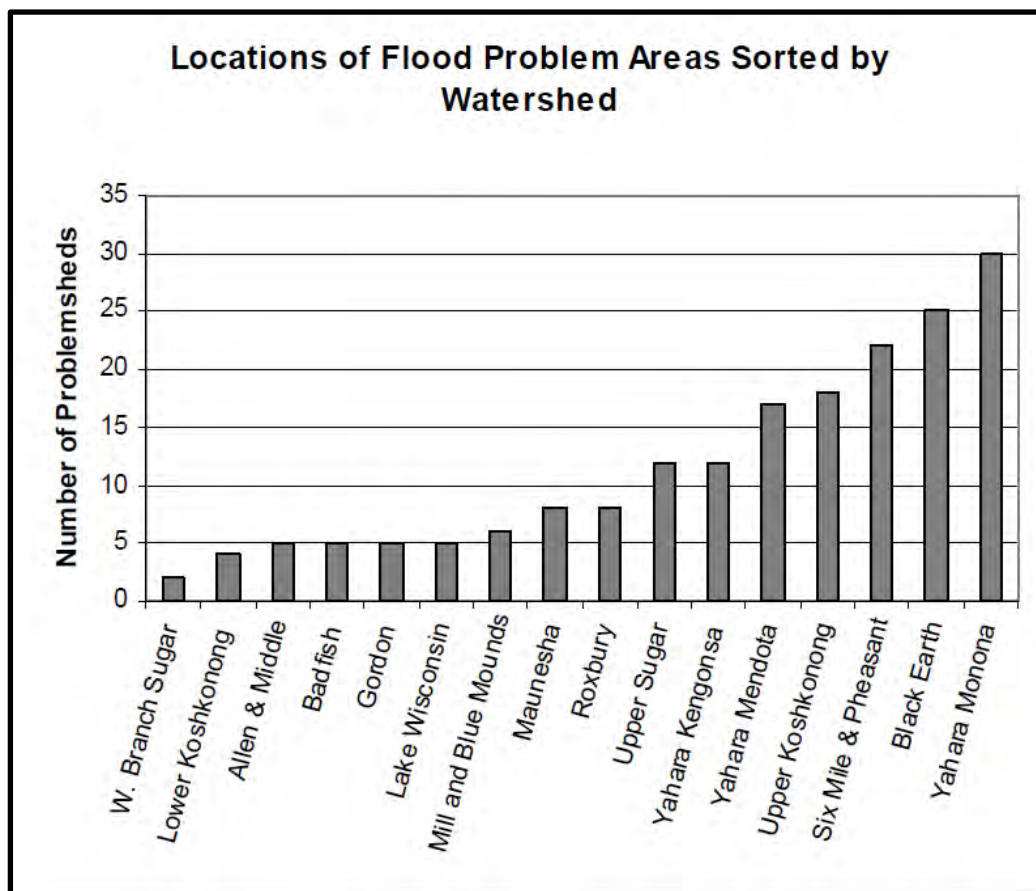 Locations of Flood Problem Areas Sorted by
Watershed
Number of Problemsheds
35
30
25
20
15
10
5
0
W. Branch Sugar
Lower Koshkonong
Allen & Middle
Badfish
Gordon
Lake Wisconsin
Mill and Blue Mounds
Maunesha
Roxbury
Upper Sugar
Yahara Kengonsa
Yahara Mendota
Upper Koshkonong
Six Mile & Pheasant
Black Earth
Yahara Monona